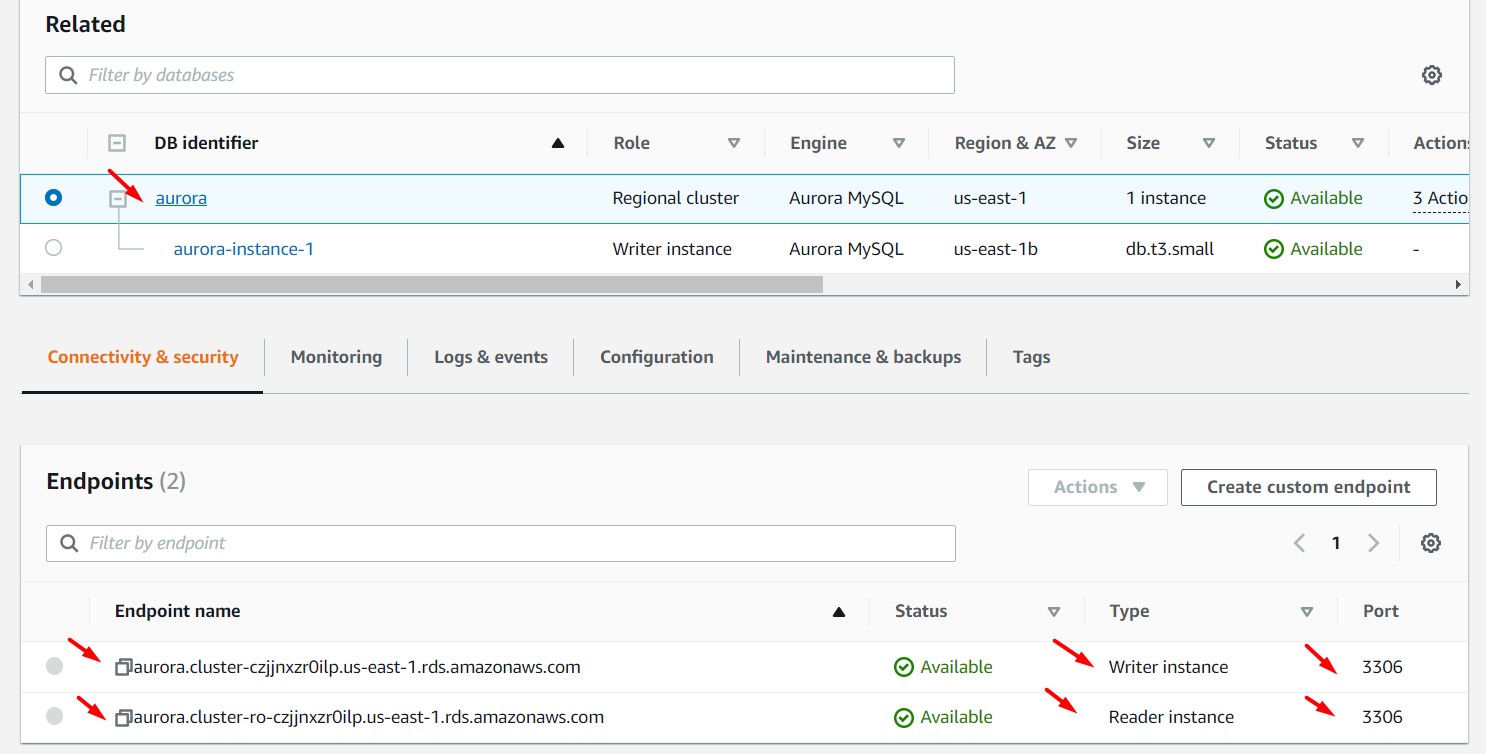 Related
Filter by databases
DB identifier Role Engine Region & AZ Size Status Actions
aurora Regional cluster Aurora MySQL us-east-1 1 instance Available 3 Actio
aurora-instance-1 Writer instance Aurora MySQL us-east-1b db.t3.small Available -
Connectivity & security Monitoring Logs & events Configuration Maintenance & backups Tags
Endpoints (2) Actions Create custom endpoint
Filter by endpoint 1
Endpoint name Status Type Port
aurora.cluster-czjjnxzr0ilp.us-east-1.rds.amazonaws.com Available Writer instance 3306
aurora.cluster-ro-czjjnxzr0ilp.us-east-1.rds.amazonaws.com Available Reader instance 3306